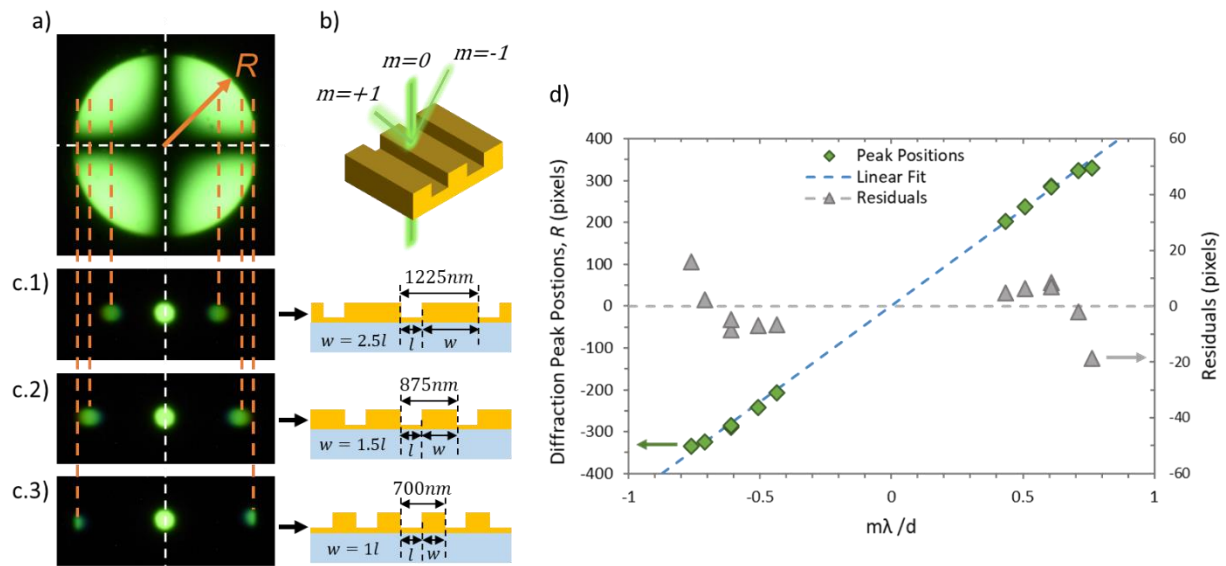 a)
R
b)
m=0
m=-1
m=+1
c.1)
1225nm
w = 2.5l
l
w
c.2)
875nm
w = 1.5l
l
w
c.3)
700nm
w = 1l
l
w
d)
Peak Positions
Linear Fit
Residuals
Diffraction Peak Postions, R (pixels)
400
300
200
100
0
-100
-200
-300
-400
60
40
20
0
-20
-40
-60
Residuals (pixels)
-1
-0.5
0
0.5
1
mλ /d